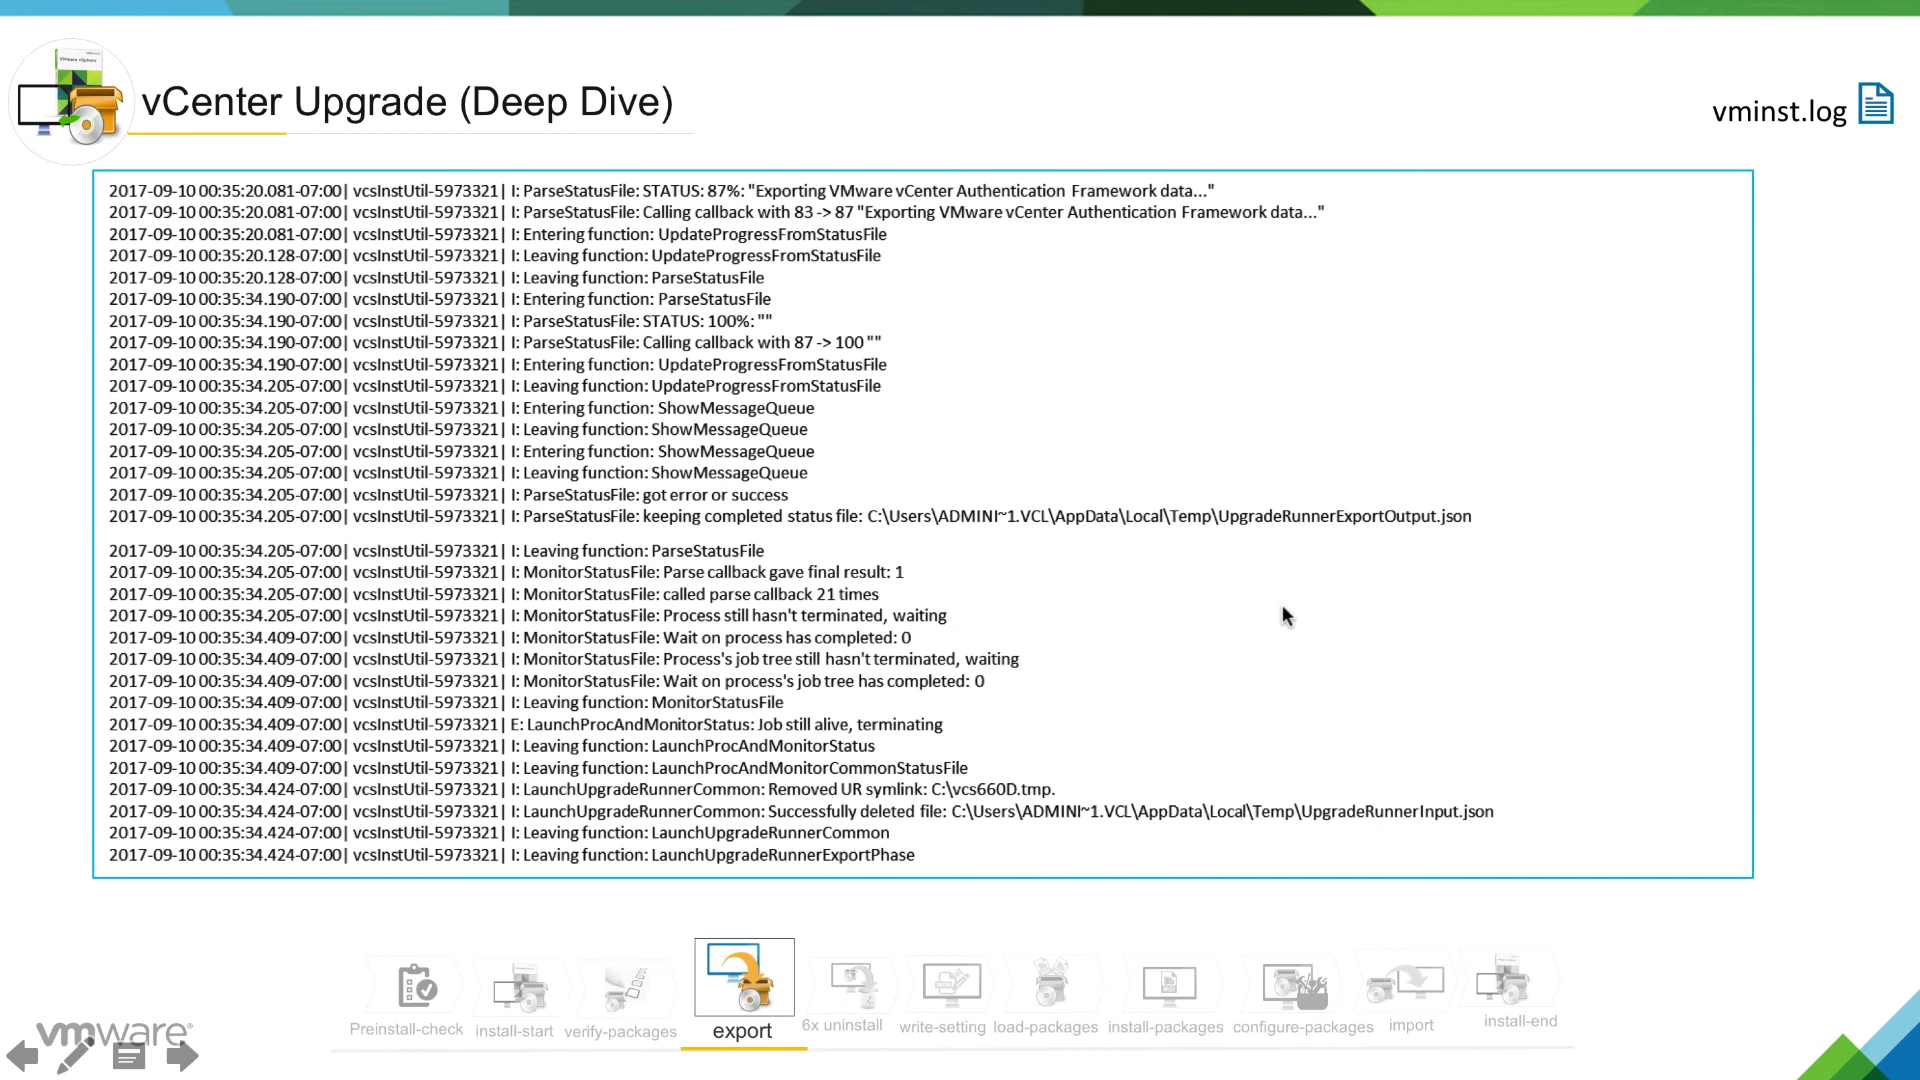 vCenter Upgrade (Deep Dive)
vminst.log
2017-09-10 00:35:20.081-07:00| vcsInstUtil-5973321| I: ParseStatusFile: STATUS: 87%: "Exporting VMware vCenter Authentication Framework data..."
2017-09-10 00:35:20.081-07:00| vcsInstUtil-5973321| I: ParseStatusFile: Calling callback with 83 -> 87 "Exporting VMware vCenter Authentication Framework data..."
2017-09-10 00:35:20.081-07:00| vcsInstUtil-5973321| I: Entering function: UpdateProgressFromStatusFile
2017-09-10 00:35:20.128-07:00| vcsInstUtil-5973321| I: Leaving function: UpdateProgressFromStatusFile
2017-09-10 00:35:20.128-07:00| vcsInstUtil-5973321| I: Leaving function: ParseStatusFile
2017-09-10 00:35:34.190-07:00| vcsInstUtil-5973321| I: Entering function: ParseStatusFile
2017-09-10 00:35:34.190-07:00| vcsInstUtil-5973321| I: ParseStatusFile: STATUS: 100%: ""
2017-09-10 00:35:34.190-07:00| vcsInstUtil-5973321| I: ParseStatusFile: Calling callback with 87 -> 100 ""
2017-09-10 00:35:34.190-07:00| vcsInstUtil-5973321| I: Entering function: UpdateProgressFromStatusFile
2017-09-10 00:35:34.205-07:00| vcsInstUtil-5973321| I: Leaving function: UpdateProgressFromStatusFile
2017-09-10 00:35:34.205-07:00| vcsInstUtil-5973321| I: Entering function: ShowMessageQueue
2017-09-10 00:35:34.205-07:00| vcsInstUtil-5973321| I: Leaving function: ShowMessageQueue
2017-09-10 00:35:34.205-07:00| vcsInstUtil-5973321| I: Entering function: ShowMessageQueue
2017-09-10 00:35:34.205-07:00| vcsInstUtil-5973321| I: Leaving function: ShowMessageQueue
2017-09-10 00:35:34.205-07:00| vcsInstUtil-5973321| I: ParseStatusFile: got error or success
2017-09-10 00:35:34.205-07:00| vcsInstUtil-5973321| I: ParseStatusFile: keeping completed status file: C:\Users\ADMINI~1.VCL\AppData\Local\Temp\UpgradeRunnerExportOutput.json
2017-09-10 00:35:34.205-07:00| vcsInstUtil-5973321| I: Leaving function: ParseStatusFile
2017-09-10 00:35:34.205-07:00| vcsInstUtil-5973321| I: MonitorStatusFile: Parse callback gave final result: 1
2017-09-10 00:35:34.205-07:00| vcsInstUtil-5973321| I: MonitorStatusFile: called parse callback 21 times
2017-09-10 00:35:34.205-07:00| vcsInstUtil-5973321| I: MonitorStatusFile: Process still hasn't terminated, waiting
2017-09-10 00:35:34.409-07:00| vcsInstUtil-5973321| I: MonitorStatusFile: Wait on process has completed: 0
2017-09-10 00:35:34.409-07:00| vcsInstUtil-5973321| I: MonitorStatusFile: Process's job tree still hasn't terminated, waiting
2017-09-10 00:35:34.409-07:00| vcsInstUtil-5973321| I: MonitorStatusFile: Wait on process's job tree has completed: 0
2017-09-10 00:35:34.409-07:00| vcsInstUtil-5973321| I: Leaving function: MonitorStatusFile
2017-09-10 00:35:34.409-07:00| vcsInstUtil-5973321| E: LaunchProcAndMonitorStatus: Job still alive, terminating
2017-09-10 00:35:34.409-07:00| vcsInstUtil-5973321| I: Leaving function: LaunchProcAndMonitorStatus
2017-09-10 00:35:34.409-07:00| vcsInstUtil-5973321| I: Leaving function: LaunchProcAndMonitorCommonStatusFile
2017-09-10 00:35:34.424-07:00| vcsInstUtil-5973321| I: LaunchUpgradeRunnerCommon: Removed UR symlink: C:\vcs660D.tmp.
2017-09-10 00:35:34.424-07:00| vcsInstUtil-5973321| I: LaunchUpgradeRunnerCommon: Successfully deleted file: C:\Users\ADMINI~1.VCL\AppData\Local\Temp\UpgradeRunnerInput.json
2017-09-10 00:35:34.424-07:00| vcsInstUtil-5973321| I: Leaving function: LaunchUpgradeRunnerCommon
2017-09-10 00:35:34.424-07:00| vcsInstUtil-5973321| I: Leaving function: LaunchUpgradeRunnerExportPhase
Preinstall-check
install-start
verify-packages
export
6x uninstall
write-setting
load-packages
install-packages
configure-packages
import
install-end
vmware®